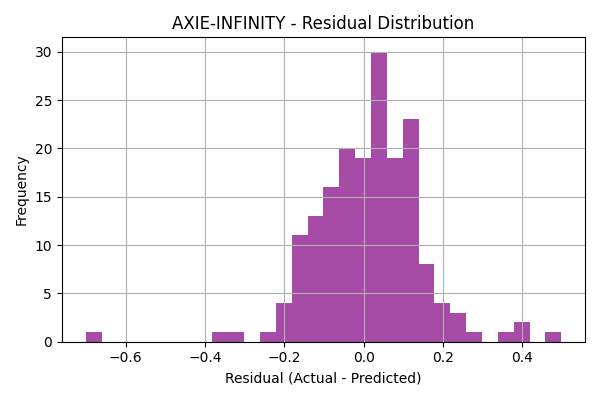 AXIE-INFINITY - Residual Distribution
30
25
20
15
10
5
0
Frequency
−0.6 −0.4 −0.2 0.0 0.2 0.4
Residual (Actual - Predicted)